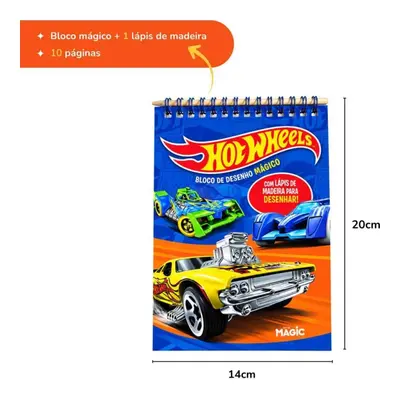 Bloco mágico + 1 lápis de madeira
10 páginas
HOT WHEELS
BLOCO DE DESENHO MÁGICO
COM LÁPIS DE
MADEIRA PARA
DESENHAR!
20cm
MAGIC
14cm